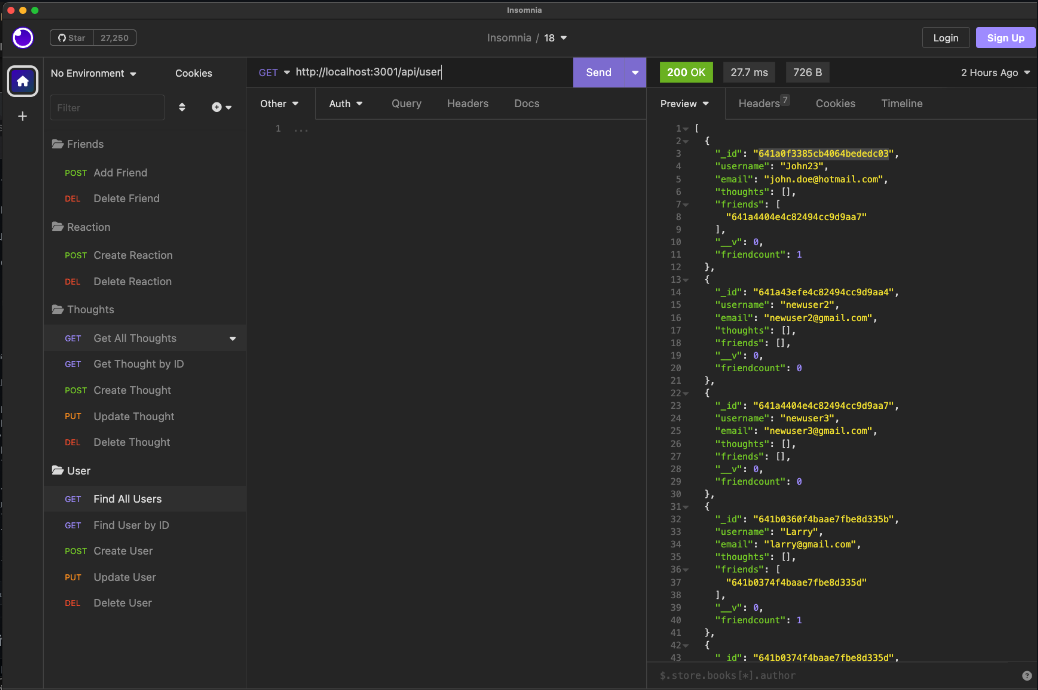 Insomnia
Star 27,250
Insomnia / 18
Login Sign Up
No Environment Cookies
Filter
Friends
POST Add Friend
DEL Delete Friend
Reaction
POST Create Reaction
DEL Delete Reaction
Thoughts
GET Get All Thoughts
GET Get Thought by ID
POST Create Thought
PUT Update Thought
DEL Delete Thought
User
GET Find All Users
GET Find User by ID
POST Create User
PUT Update User
DEL Delete User
GET http://localhost:3001/api/user Send
Other Auth Query Headers Docs
1 ...
200 OK 27.7 ms 726 B 2 Hours Ago
Preview Headers 7 Cookies Timeline
1 [
2 {
3 "_id": "641a0f3385cb4064bededc03",
4 "username": "John23",
5 "email": "john.doe@hotmail.com",
6 "thoughts": [],
7 "friends": [
8 "641a4404e4c82494cc9d9aa7"
9 ],
10 "__v": 0,
11 "friendcount": 1
12 },
13 {
14 "_id": "641a43efe4c82494cc9d9aa4",
15 "username": "newuser2",
16 "email": "newuser2@gmail.com",
17 "thoughts": [],
18 "friends": [],
19 "__v": 0,
20 "friendcount": 0
21 },
22 {
23 "_id": "641a4404e4c82494cc9d9aa7",
24 "username": "newuser3",
25 "email": "newuser3@gmail.com",
26 "thoughts": [],
27 "friends": [],
28 "__v": 0,
29 "friendcount": 0
30 },
31 {
32 "_id": "641b0360f4baae7fbe8d335b",
33 "username": "Larry",
34 "email": "larry@gmail.com",
35 "thoughts": [],
36 "friends": [
37 "641b0374f4baae7fbe8d335d"
38 ],
39 "__v": 0,
40 "friendcount": 1
41 },
42 {
43 "_id": "641b0374f4baae7fbe8d335d",
$.store.books[*].author